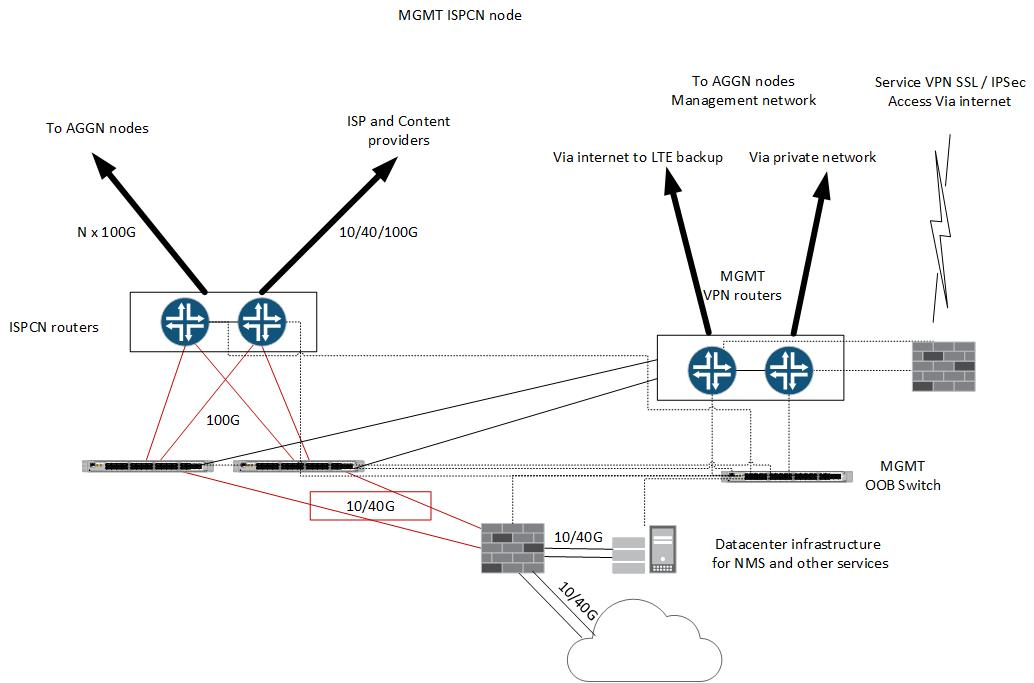 MGMT ISPCN node
To AGGN nodes
Management network
Service VPN SSL / IPSec
Access Via internet
To AGGN nodes
ISP and Content
providers
Via internet to LTE backup
Via private network
N x 100G
10/40/100G
MGMT
VPN routers
ISPCN routers
100G
MGMT
OOB Switch
10/40G
10/40G
Datacenter infrastructure
for NMS and other services
10/40G